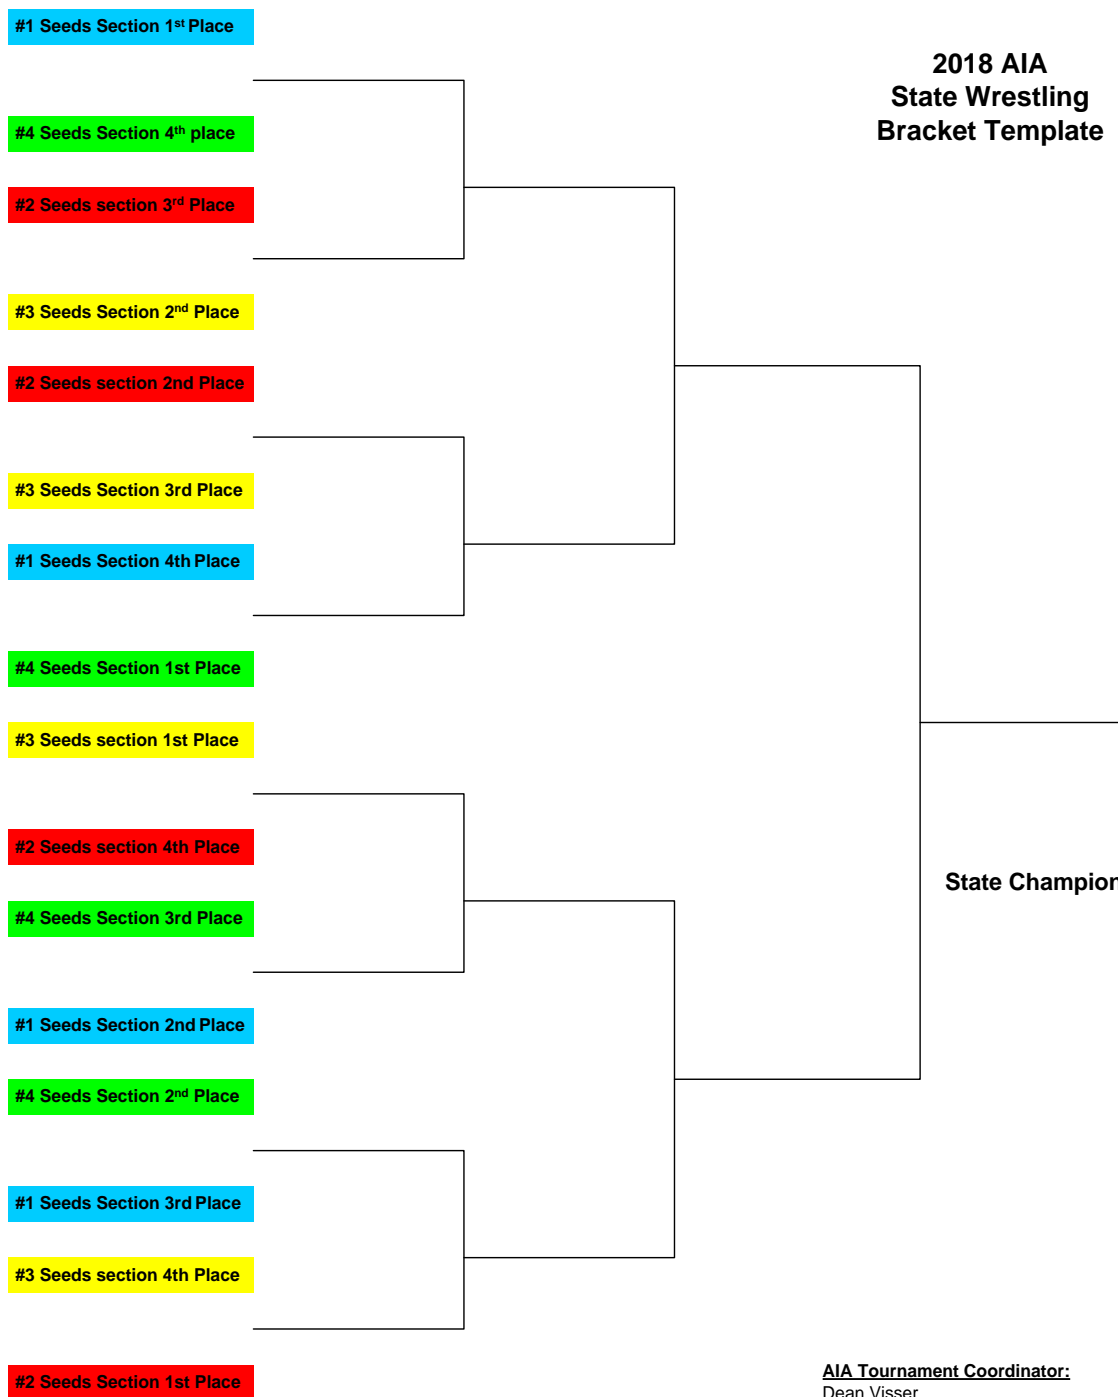 #1 Seeds Section 1st Place
2018 AIA
State Wrestling
Bracket Template
#4 Seeds Section 4th place
#2 Seeds section 3rd Place
#3 Seeds Section 2nd Place
#2 Seeds section 2nd Place
#3 Seeds Section 3rd Place
#1 Seeds Section 4th Place
#4 Seeds Section 1st Place
#3 Seeds section 1st Place
#2 Seeds section 4th Place
State Champion
#4 Seeds Section 3rd Place
#1 Seeds Section 2nd Place
#4 Seeds Section 2nd Place
#1 Seeds Section 3rd Place
#3 Seeds section 4th Place
#2 Seeds Section 1st Place
AIA Tournament Coordinator:
Dean Visser